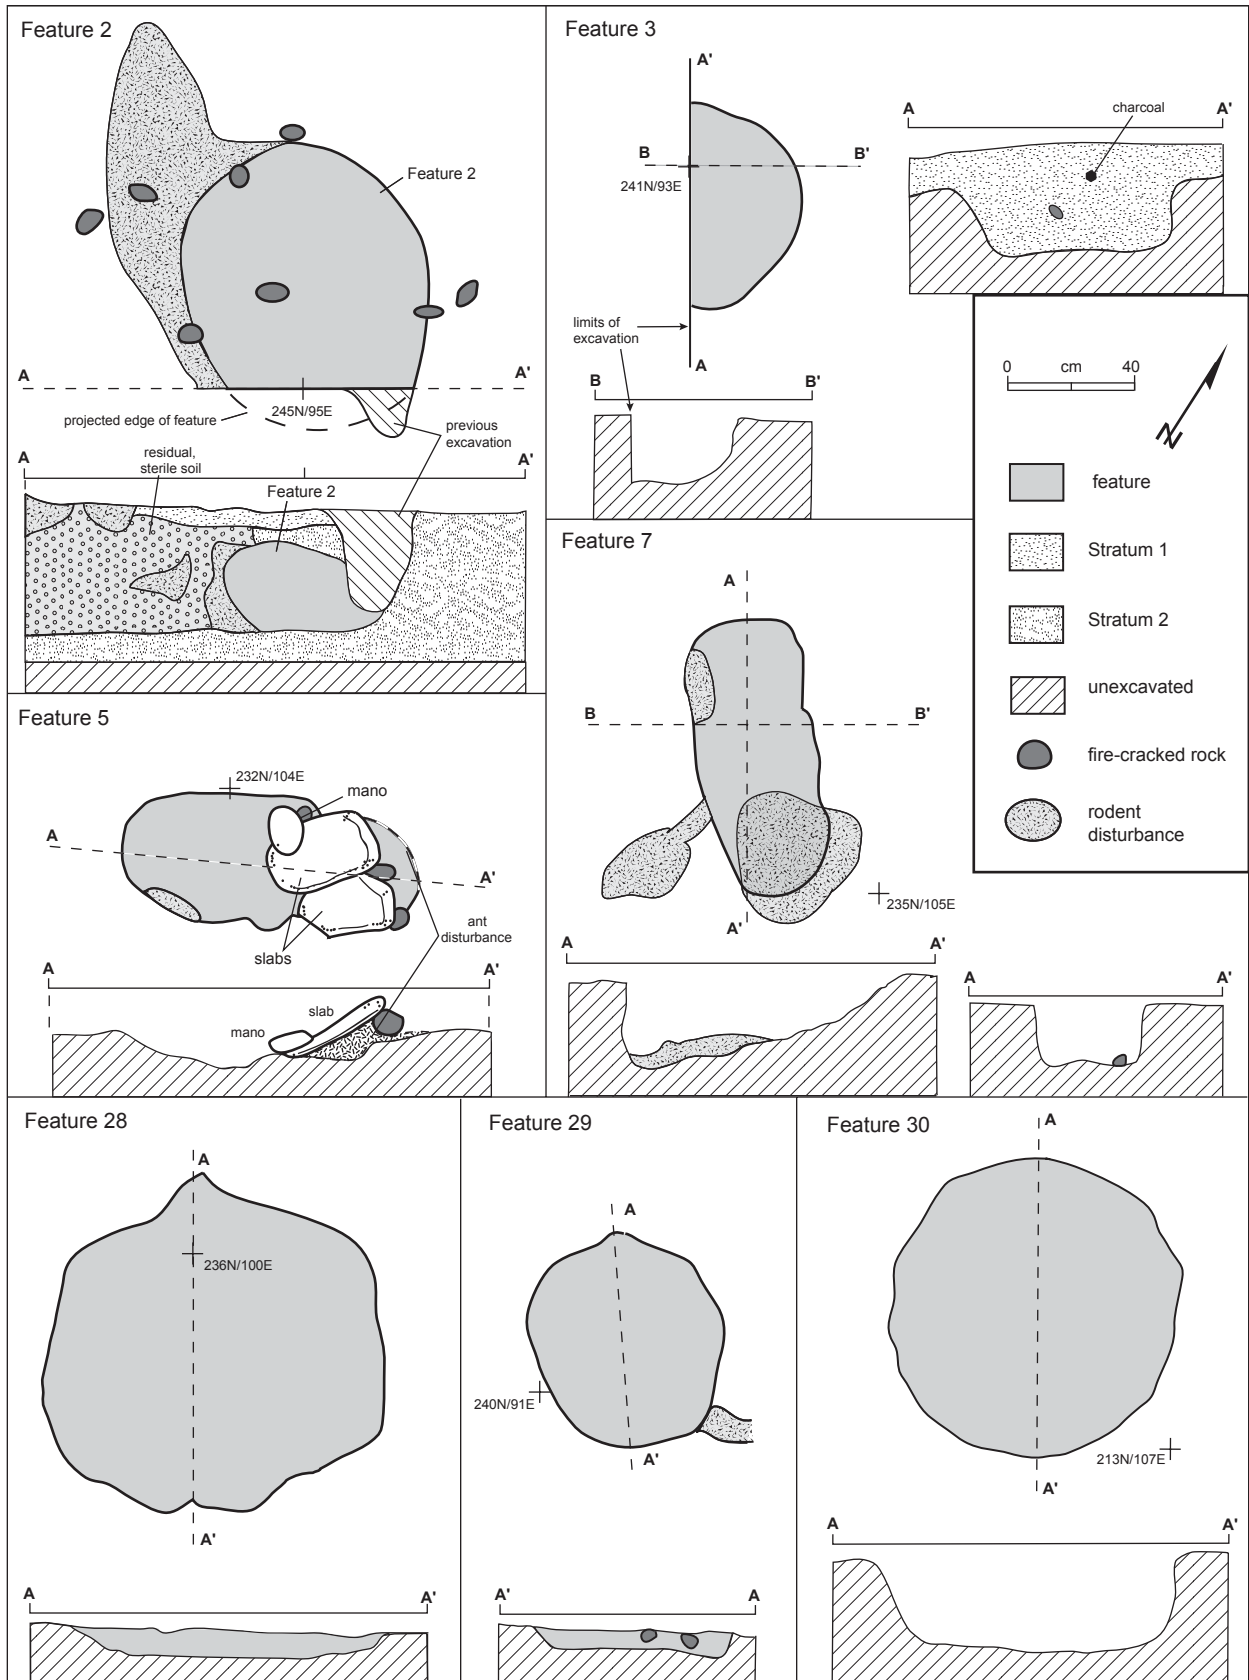 Feature 2
Feature 2
A
A'
245N/95E
projected edge of feature
previous
excavation
A
A'
residual,
sterile soil
Feature 2
Feature 3
A'
B
B'
241N/93E
limits of
excavation
A
B
B'
A
A'
charcoal
0 cm 40
N
feature
Stratum 1
Stratum 2
unexcavated
fire-cracked rock
rodent
disturbance
Feature 5
232N/104E
mano
A
A'
ant
disturbance
slabs
A
A'
slab
mano
Feature 7
A
B
B'
235N/105E
A'
A
A'
A
A'
Feature 28
A
236N/100E
A'
A
A'
Feature 29
A
240N/91E
A'
A'
A
Feature 30
A
213N/107E
A'
A
A'